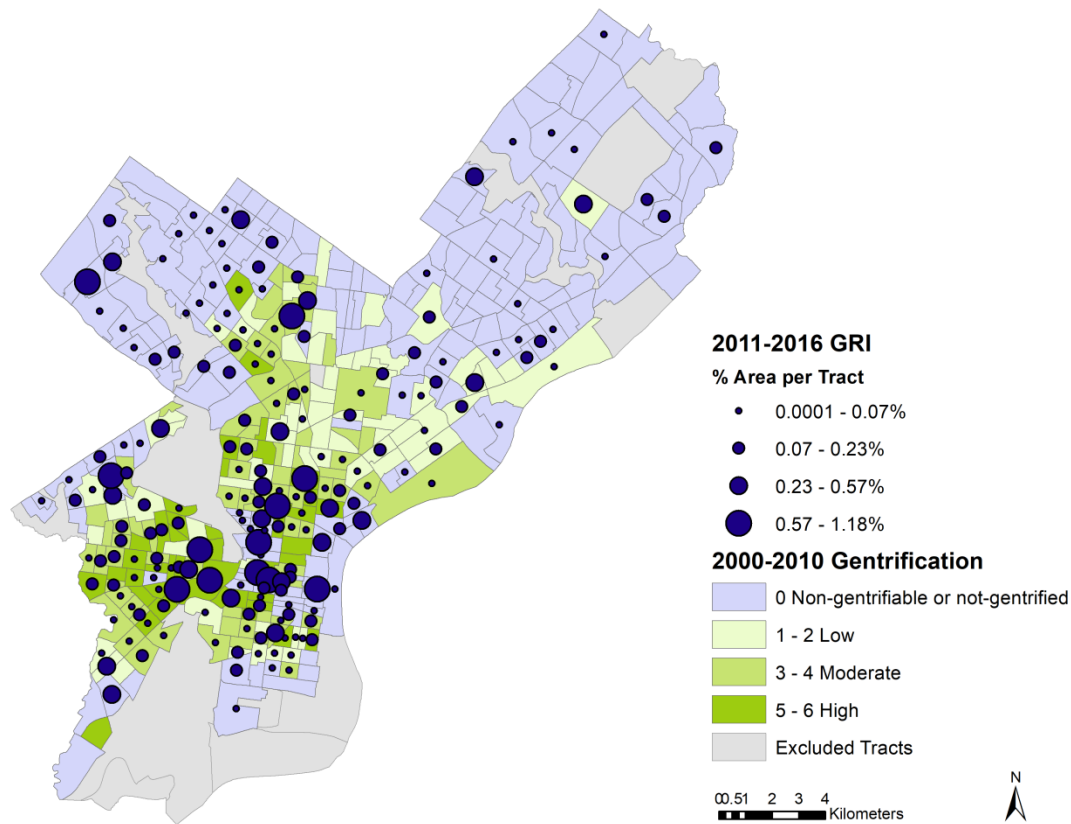 2011-2016 GRI
% Area per Tract
0.0001 - 0.07%
0.07 - 0.23%
0.23 - 0.57%
0.57 - 1.18%
2000-2010 Gentrification
0 Non-gentrifiable or not-gentrified
1 - 2 Low
3 - 4 Moderate
5 - 6 High
Excluded Tracts
N
00.51 2 3 4
Kilometers